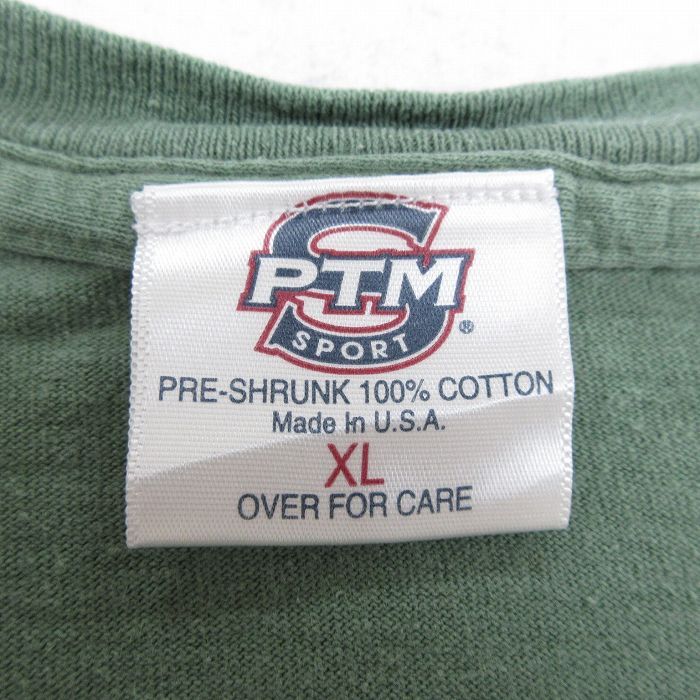 S
PTM
SPORT ®
PRE-SHRUNK 100% COTTON
Made In U.S.A.
XL
OVER FOR CARE